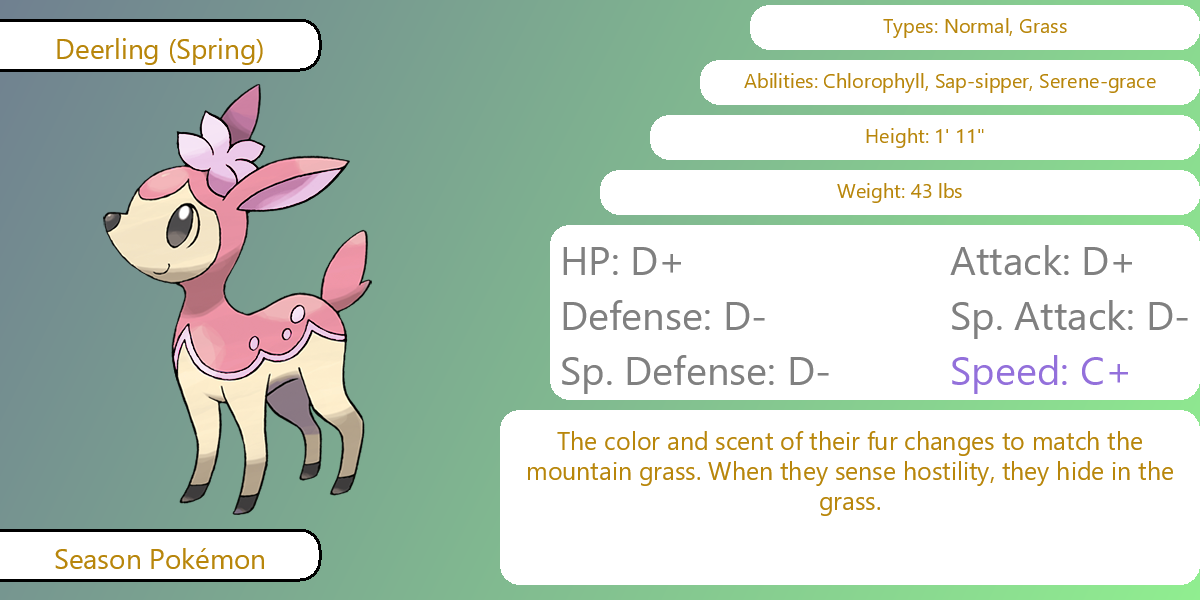 Deerling (Spring)
Types: Normal, Grass
Abilities: Chlorophyll, Sap-sipper, Serene-grace
Height: 1' 11"
Weight: 43 lbs
HP: D+
Attack: D+
Defense: D-
Sp. Attack: D-
Sp. Defense: D-
Speed: C+
The color and scent of their fur changes to match the
mountain grass. When they sense hostility, they hide in the
grass.
Season Pokémon